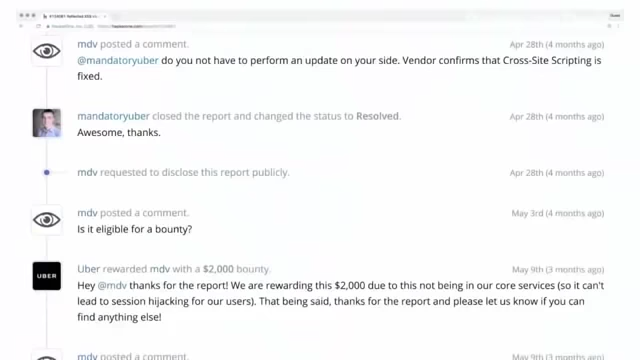 mdv posted a comment. Apr 28th (4 months ago)
@mandatoryuber do you not have to perform an update on your side. Vendor confirms that Cross-Site Scripting is
fixed.
mandatoryuber closed the report and changed the status to Resolved. Apr 28th (4 months ago)
Awesome, thanks.
mdv requested to disclose this report publicly. Apr 28th (4 months ago)
mdv posted a comment. May 3rd (4 months ago)
Is it eligible for a bounty?
Uber rewarded mdv with a $2,000 bounty. May 9th (3 months ago)
UBER
Hey @mdv thanks for the report! We are rewarding this $2,000 due to this not being in our core services (so it can't
lead to session hijacking for our users). That being said, thanks for the report and please let us know if you can
find anything else!
mdv posted a comment. May 9th (3 months ago)